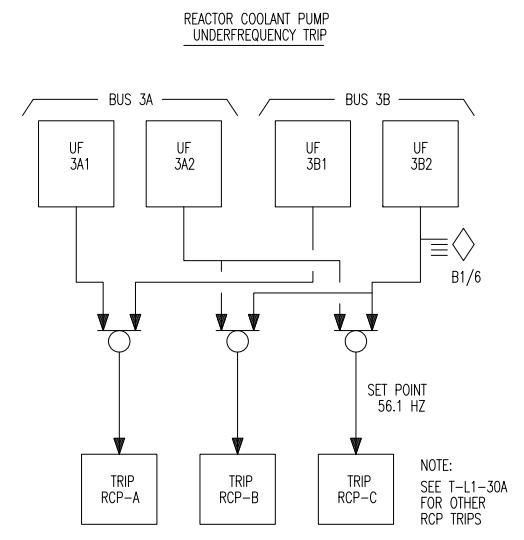 REACTOR COOLANT PUMP
UNDERFREQUENCY TRIP
BUS 3A
BUS 3B
UF
3A1
UF
3A2
UF
3B1
UF
3B2
B1/6
SET POINT
56.1 HZ
TRIP
RCP-A
TRIP
RCP-B
TRIP
RCP-C
NOTE:
SEE T-L1-30A
FOR OTHER
RCP TRIPS